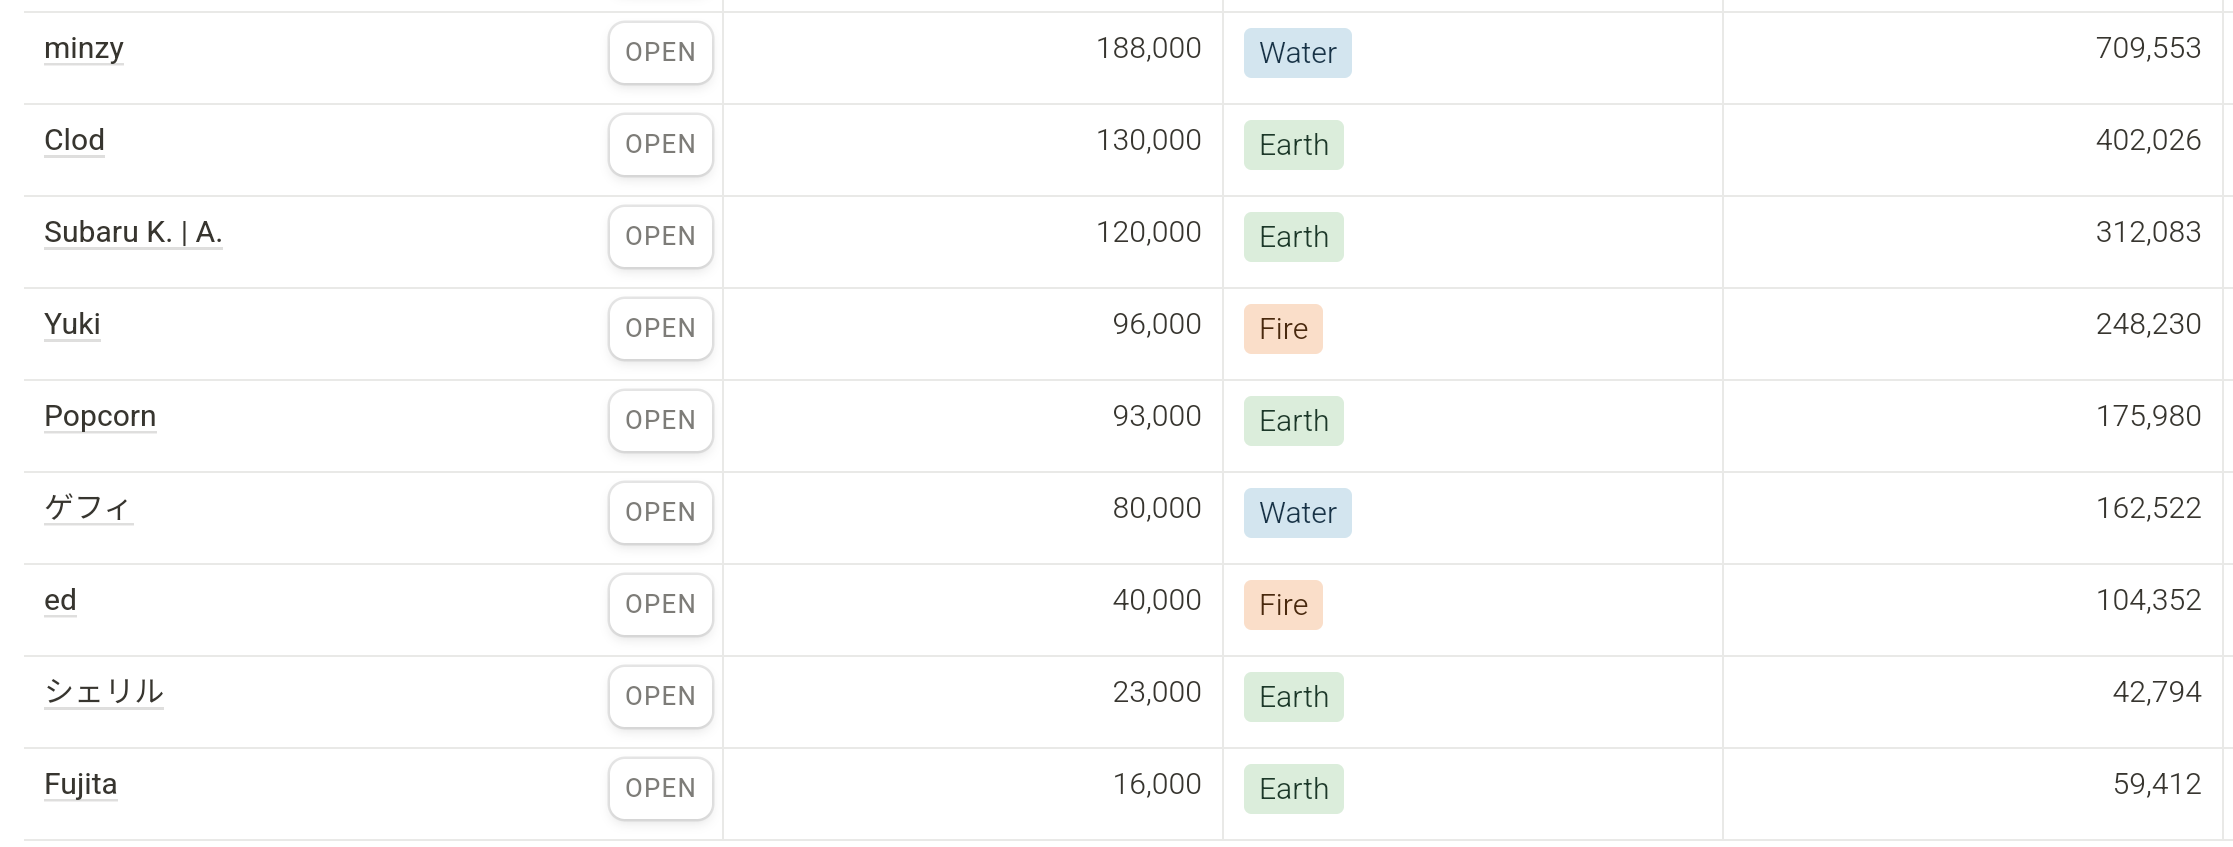 minzy OPEN 188,000 Water 709,553
Clod OPEN 130,000 Earth 402,026
Subaru K. | A. OPEN 120,000 Earth 312,083
Yuki OPEN 96,000 Fire 248,230
Popcorn OPEN 93,000 Earth 175,980
ゲフィ OPEN 80,000 Water 162,522
ed OPEN 40,000 Fire 104,352
シェリル OPEN 23,000 Earth 42,794
Fujita OPEN 16,000 Earth 59,412